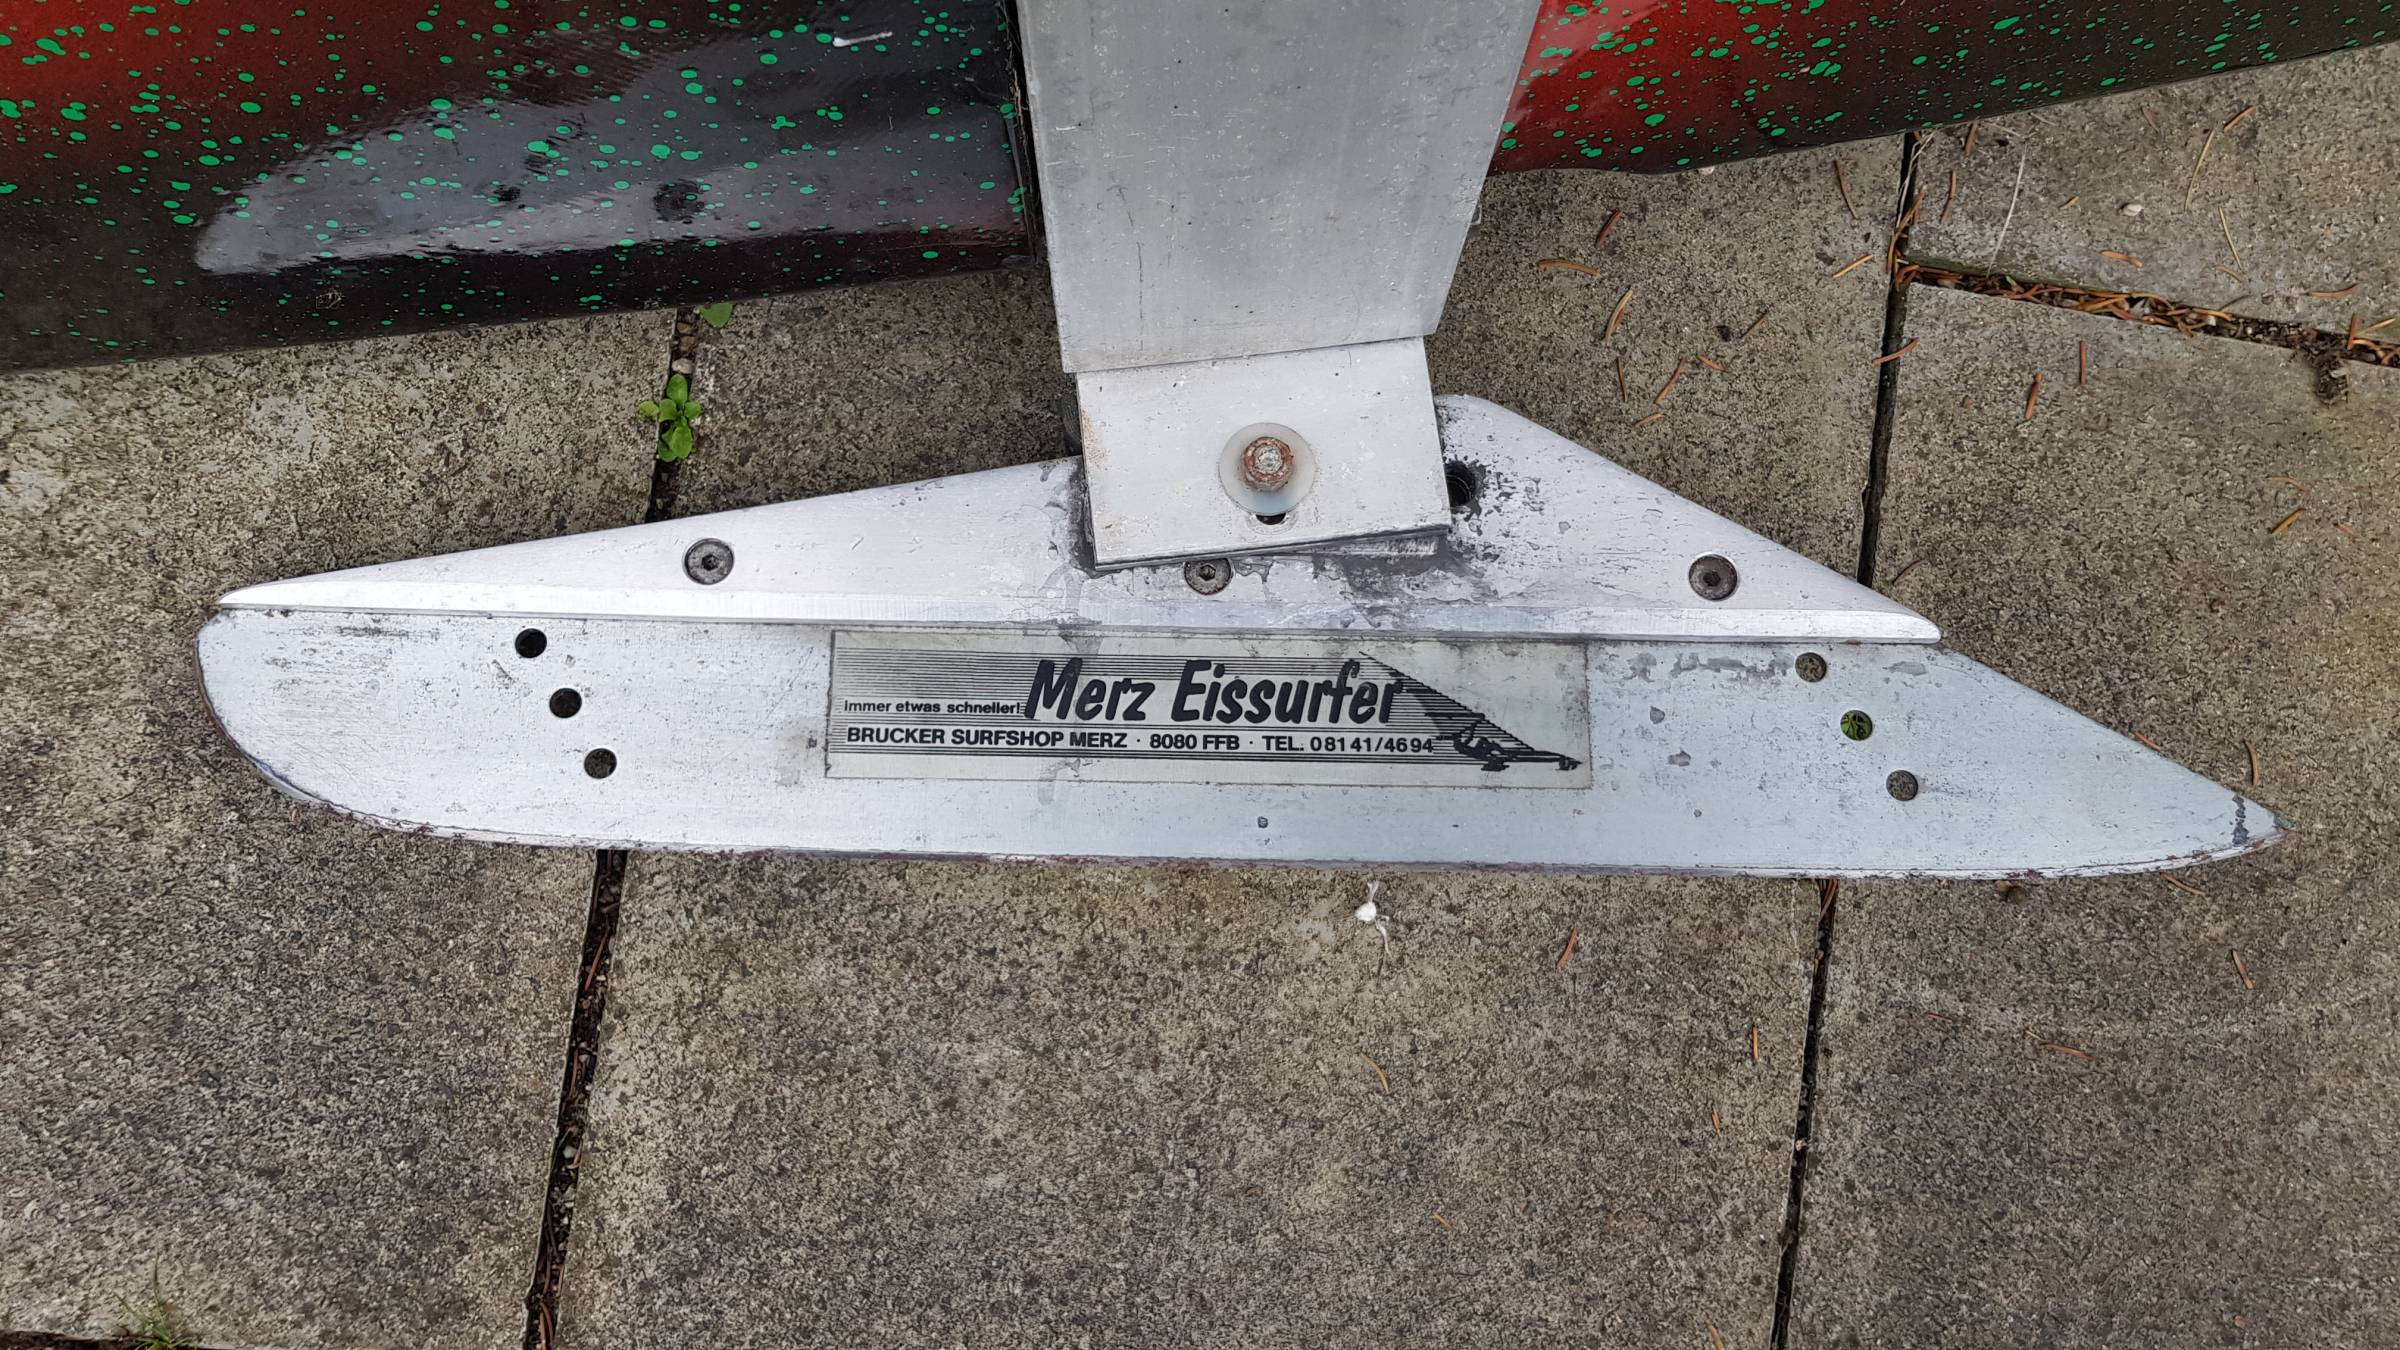 Merz Eissurfer
Immer etwas schneller!
BRUCKER SURFSHOP MERZ · 8080 FFB · TEL. 08141/4694